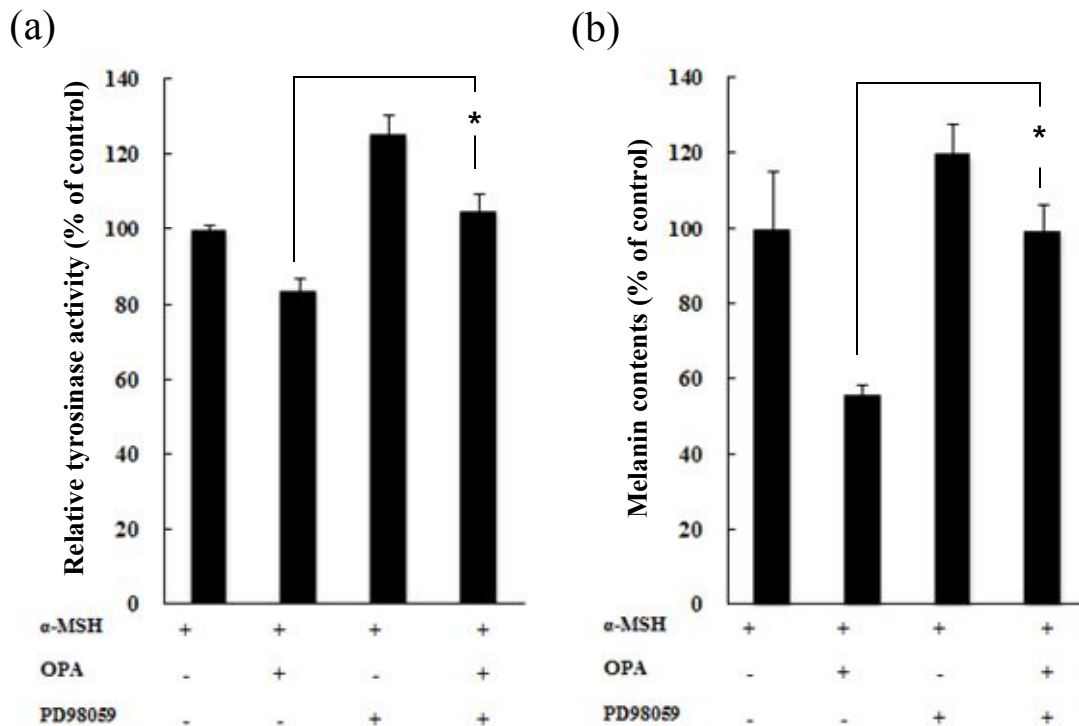 (a)
Relative tyrosinase activity (% of control)
140
120
100
80
60
40
20
0
*
α-MSH + + + +
OPA - + - +
PD98059 - - + +
(b)
Melanin contents (% of control)
140
120
100
80
60
40
20
0
*
α-MSH + + + +
OPA - + - +
PD98059 - - + +